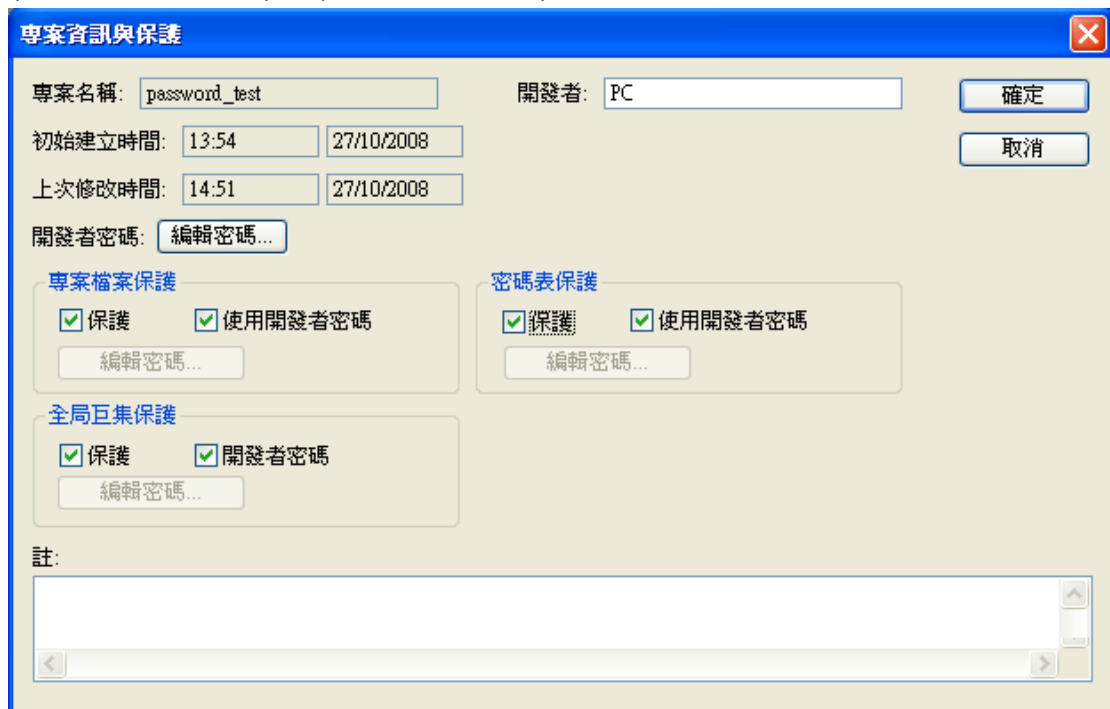 專案資訊與保護
專案名稱: password_test 開發者: PC 確定
初始建立時間: 13:54 27/10/2008 取消
上次修改時間: 14:51 27/10/2008
開發者密碼: 編輯密碼...
專案檔案保護 密碼表保護
保護 使用開發者密碼 保護 使用開發者密碼
編輯密碼... 編輯密碼...
全局巨集保護
保護 開發者密碼
編輯密碼...
註: